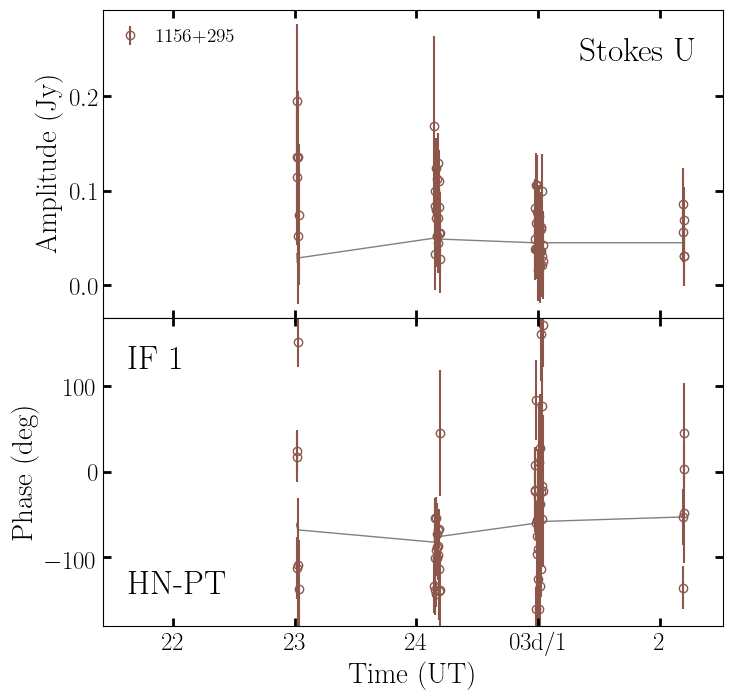 1156+295
Stokes U
Amplitude (Jy)
0.2
0.1
0.0
IF 1
Phase (deg)
100
0
−100
HN-PT
22 23 24 03d/1 2
Time (UT)